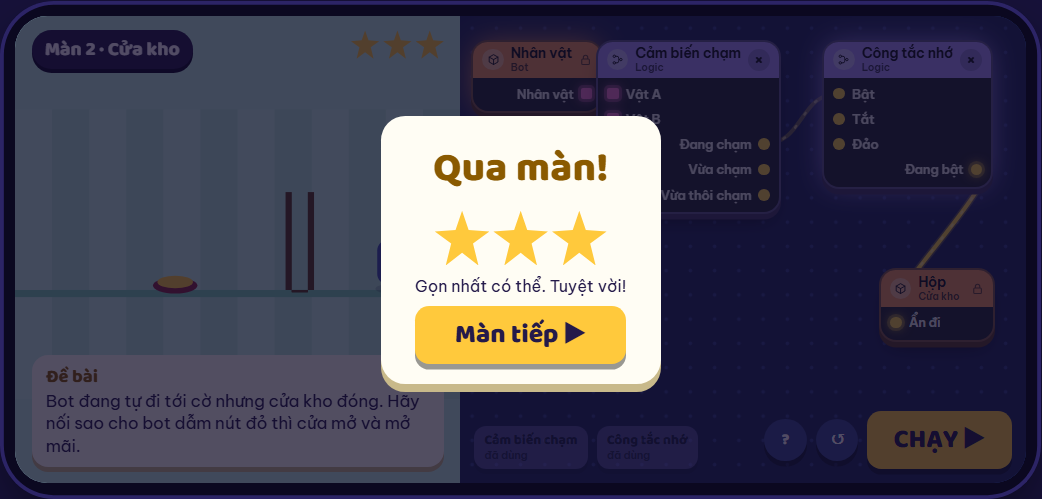 Màn 2 · Cửa kho
Nhân vật
Bot
Nhân vật
Cảm biến chạm
Logic
Vật A
Đang chạm
Vừa chạm
Vừa thôi chạm
Công tắc nhớ
Logic
Bật
Tắt
Đảo
Đang bật
Hộp
Cửa kho
Ẩn đi
Qua màn!
Gọn nhất có thể. Tuyệt vời!
Màn tiếp
Đề bài
Bot đang tự đi tới cờ nhưng cửa kho đóng. Hãy
nối sao cho bot dẫm nút đỏ thì cửa mở và mở
mãi.
Cảm biến chạm
đã dùng
Công tắc nhớ
đã dùng
?
CHẠY